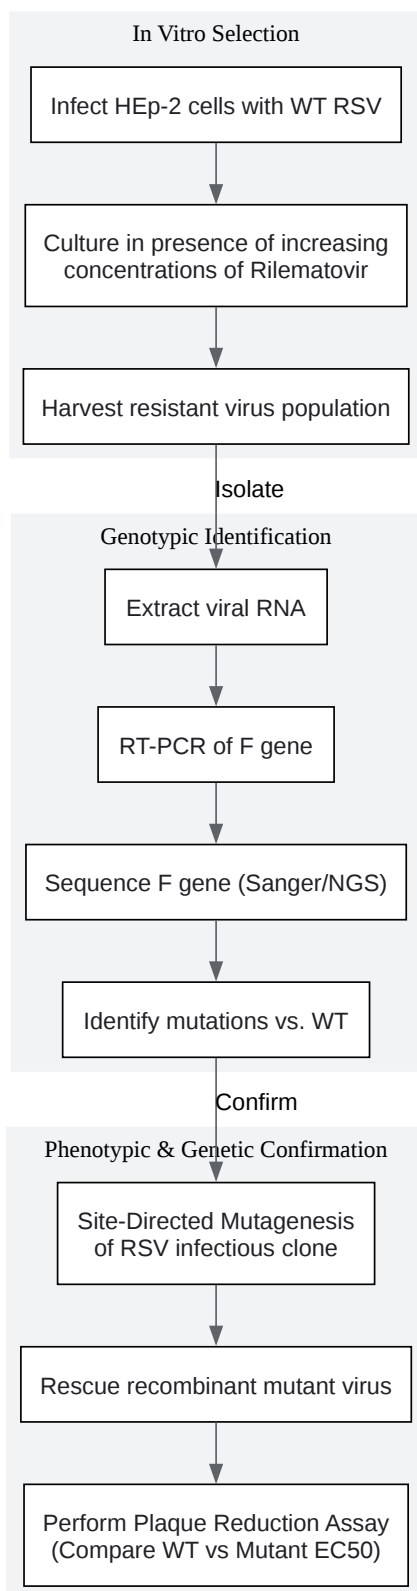 In Vitro Selection
Infect HEp-2 cells with WT RSV
Culture in presence of increasing
concentrations of Rilematovir
Harvest resistant virus population
Isolate
Genotypic Identification
Extract viral RNA
RT-PCR of F gene
Sequence F gene (Sanger/NGS)
Identify mutations vs. WT
Confirm
Phenotypic & Genetic Confirmation
Site-Directed Mutagenesis
of RSV infectious clone
Rescue recombinant mutant virus
Perform Plaque Reduction Assay
(Compare WT vs Mutant EC50)